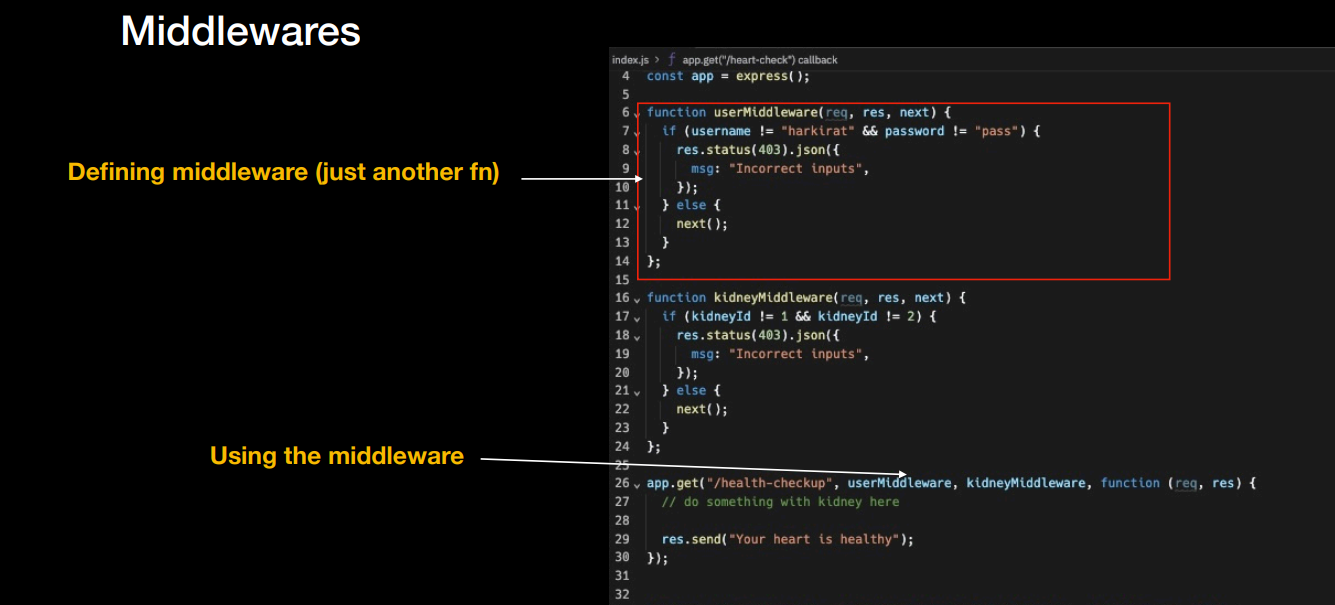 Middlewares
index.js > ƒ app.get("/heart-check") callback
4 const app = express();
5
6 function userMiddleware(req, res, next) {
7 if (username != "harkirat" && password != "pass") {
8 res.status(403).json({
9 msg: "Incorrect inputs",
10 });
11 } else {
12 next();
13 }
14 };
15
Defining middleware (just another fn)
16 function kidneyMiddleware(req, res, next) {
17 if (kidneyId != 1 && kidneyId != 2) {
18 res.status(403).json({
19 msg: "Incorrect inputs",
20 });
21 } else {
22 next();
23 }
24 };
25
Using the middleware
26 app.get("/health-checkup", userMiddleware, kidneyMiddleware, function (req, res) {
27 // do something with kidney here
28
29 res.send("Your heart is healthy");
30 });
31
32